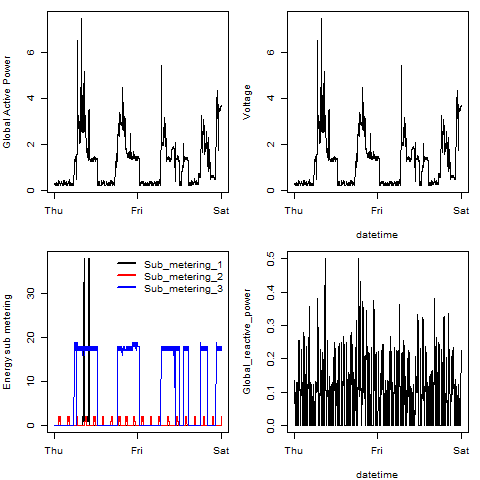 Global Active Power
0
2
4
6
Thu
Fri
Sat
Voltage
0
2
4
6
Thu
Fri
Sat
datetime
Energy sub metering
0
10
20
30
Sub_metering_1
Sub_metering_2
Sub_metering_3
Thu
Fri
Sat
Global_reactive_power
0.0
0.1
0.2
0.3
0.4
0.5
Thu
Fri
Sat
datetime